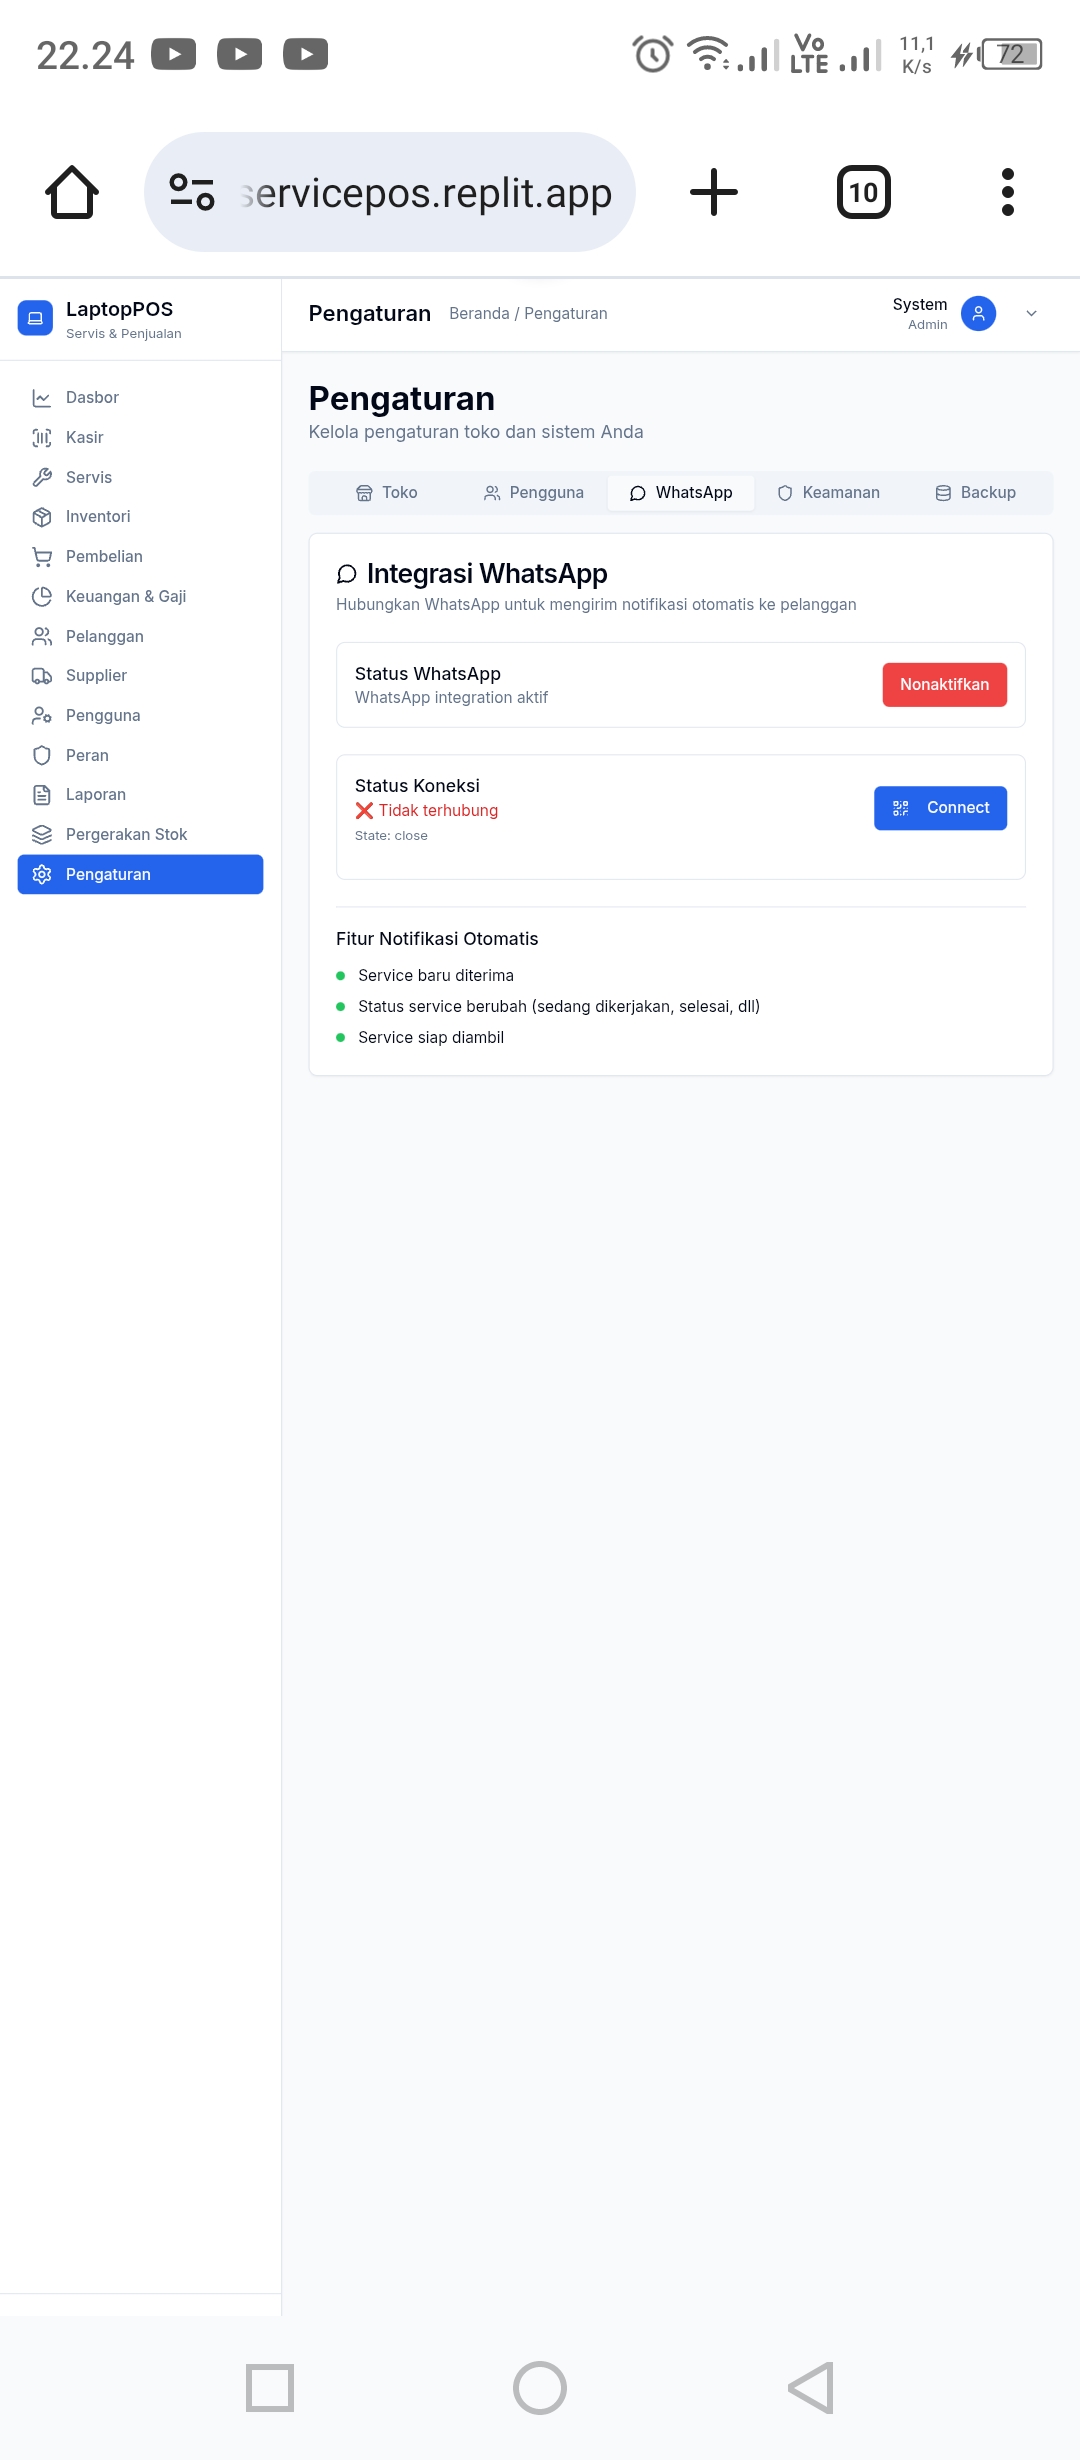 22.24
Vo LTE
11,1 K/s
72
servicepos.replit.app
10
LaptopPOS
Servis & Penjualan
Pengaturan
Beranda / Pengaturan
System
Admin
Dasbor
Kasir
Servis
Inventori
Pembelian
Keuangan & Gaji
Pelanggan
Supplier
Pengguna
Peran
Laporan
Pergerakan Stok
Pengaturan
Pengaturan
Kelola pengaturan toko dan sistem Anda
Toko
Pengguna
WhatsApp
Keamanan
Backup
Integrasi WhatsApp
Hubungkan WhatsApp untuk mengirim notifikasi otomatis ke pelanggan
Status WhatsApp
WhatsApp integration aktif
Nonaktifkan
Status Koneksi
❌ Tidak terhubung
State: close
Connect
Fitur Notifikasi Otomatis
Service baru diterima
Status service berubah (sedang dikerjakan, selesai, dll)
Service siap diambil